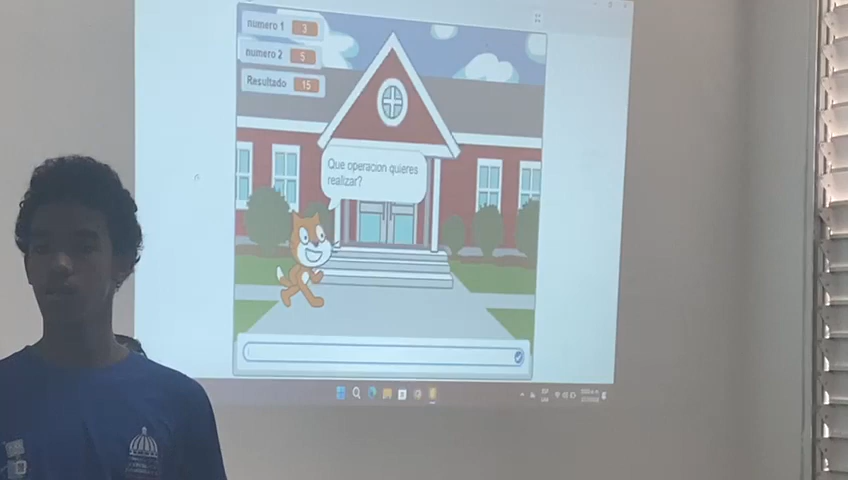 numero 1 3
numero 2 5
Resultado 15
Que operacion quieres
realizar?